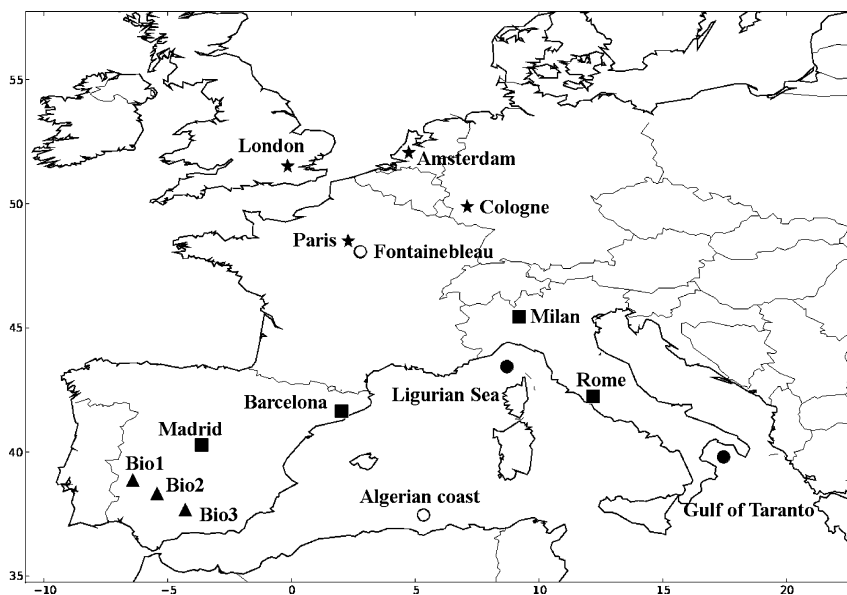 55
London
Amsterdam
50
Cologne
Paris
Fontainebleau
45
Milan
Ligurian Sea
Rome
Barcelona
Madrid
40
Bio1
Bio2
Bio3
Algerian coast
Gulf of Taranto
35
−10 −5 0 5 10 15 20